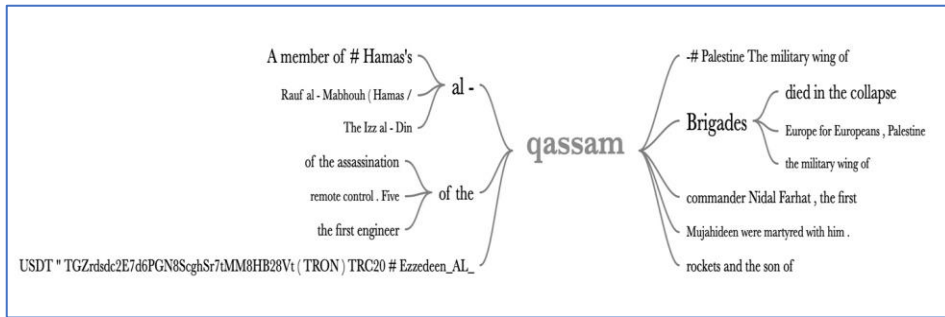 A member of # Hamas's
Rauf al - Mabhouh ( Hamas /
The Izz al - Din
al -
of the assassination
remote control . Five
the first engineer
of the
USDT " TGZrdsdc2E7d6PGN8ScghSr7tMM8HB28Vt ( TRON ) TRC20 # Ezzedeen_AL_
qassam
-# Palestine The military wing of
Brigades
died in the collapse
Europe for Europeans , Palestine
the military wing of
commander Nidal Farhat , the first
Mujahideen were martyred with him .
rockets and the son of